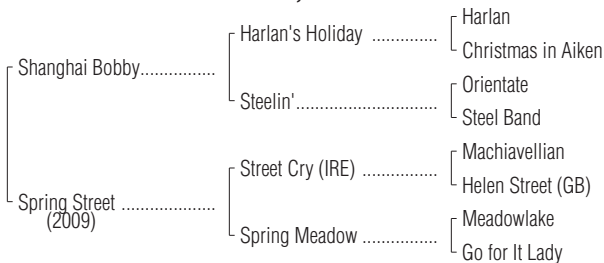 Harlan
Harlan's Holiday ..............
Christmas in Aiken
Shanghai Bobby................
Orientate
Steelin'..............................
Steel Band
Machiavellian
Street Cry (IRE) ................
Helen Street (GB)
Spring Street ....................
(2009)
Meadowlake
Spring Meadow ................
Go for It Lady